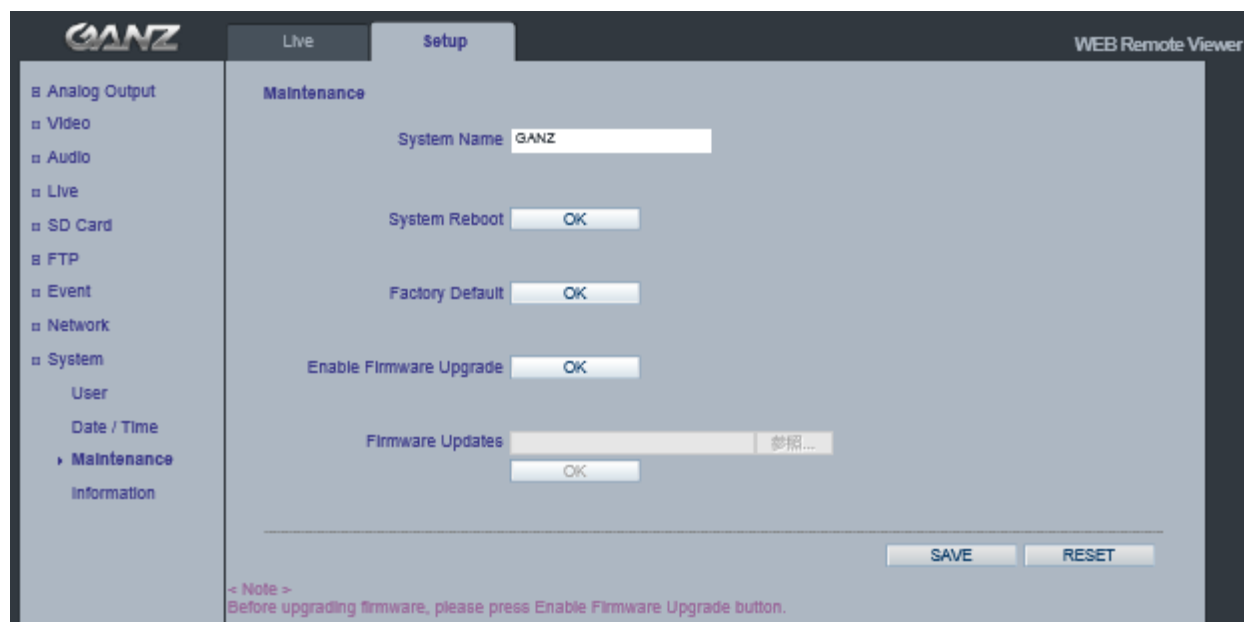 GANZ
Live
Setup
WEB Remote Viewer
Analog Output
Video
Audio
Live
SD Card
FTP
Event
Network
System
User
Date / Time
Maintenance
Information
Maintenance
System Name GANZ
System Reboot OK
Factory Default OK
Enable Firmware Upgrade OK
Firmware Updates 参照...
OK
SAVE RESET
< Note >
Before upgrading firmware, please press Enable Firmware Upgrade button.